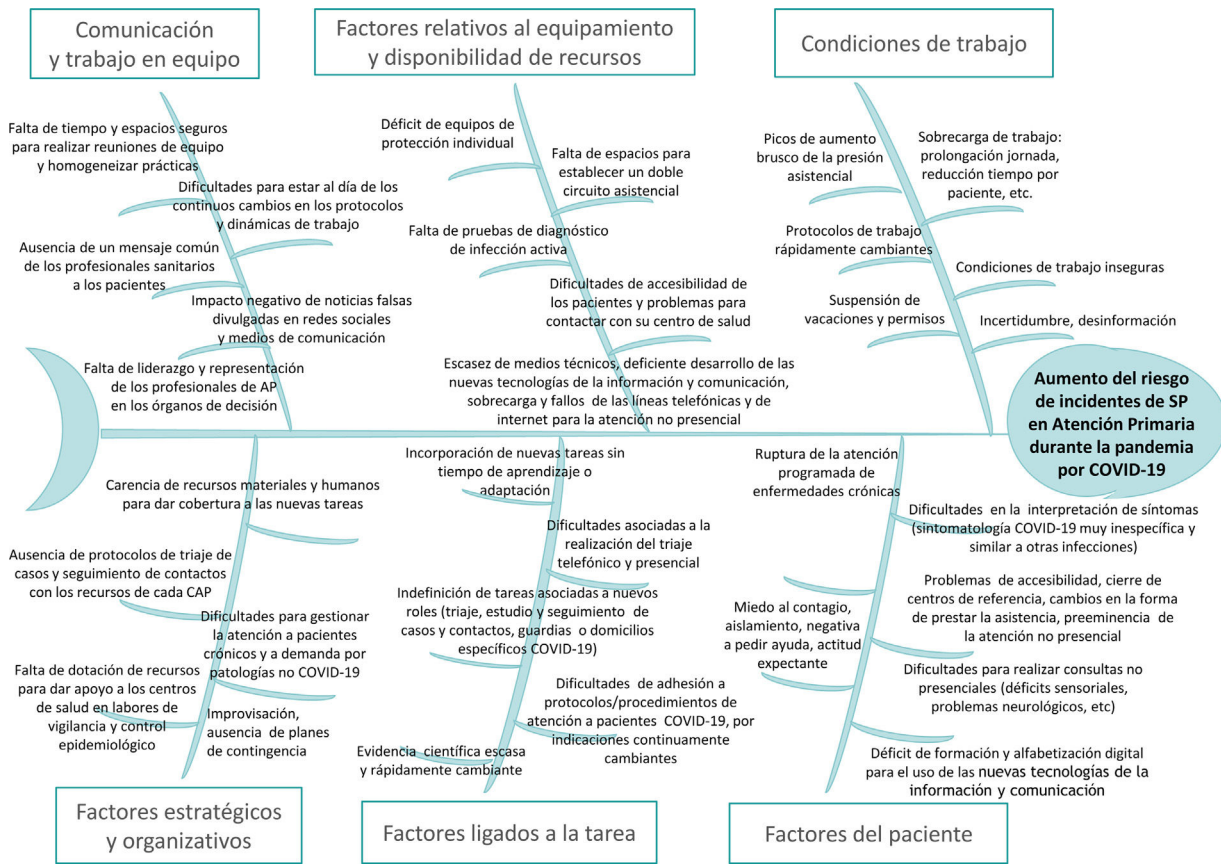 Comunicación
y trabajo en equipo
Factores relativos al equipamiento
y disponibilidad de recursos
Condiciones de trabajo
Falta de tiempo y espacios seguros
para realizar reuniones de equipo
y homogeneizar prácticas
Dificultades para estar al día de los
continuos cambios en los protocolos
y dinámicas de trabajo
Ausencia de un mensaje común
de los profesionales sanitarios
a los pacientes
Impacto negativo de noticias falsas
divulgadas en redes sociales
y medios de comunicación
Falta de liderazgo y representación
de los profesionales de AP
en los órganos de decisión
Déficit de equipos de
protección individual
Falta de espacios para
establecer un doble
circuito asistencial
Falta de pruebas de diagnóstico
de infección activa
Dificultades de accesibilidad de
los pacientes y problemas para
contactar con su centro de salud
Escasez de medios técnicos, deficiente desarrollo de las
nuevas tecnologías de la información y comunicación,
sobrecarga y fallos de las líneas telefónicas y de
internet para la atención no presencial
Picos de aumento
brusco de la presión
asistencial
Sobrecarga de trabajo:
prolongación jornada,
reducción tiempo por
paciente, etc.
Protocolos de trabajo
rápidamente cambiantes
Condiciones de trabajo inseguras
Suspensión de
vacaciones y permisos
Incertidumbre, desinformación
Aumento del riesgo
de incidentes de SP
en Atención Primaria
durante la pandemia
por COVID-19
Carencia de recursos materiales y humanos
para dar cobertura a las nuevas tareas
Ausencia de protocolos de triaje de
casos y seguimiento de contactos
con los recursos de cada CAP
Dificultades para gestionar
la atención a pacientes
crónicos y a demanda por
patologías no COVID-19
Falta de dotación de recursos
para dar apoyo a los centros
de salud en labores de
vigilancia y control
epidemiológico
Improvisación,
ausencia de planes
de contingencia
Incorporación de nuevas tareas sin
tiempo de aprendizaje o
adaptación
Dificultades asociadas a la
realización del triaje
telefónico y presencial
Indefinición de tareas asociadas a nuevos
roles (triaje, estudio y seguimiento de
casos y contactos, guardias o domicilios
específicos COVID-19)
Dificultades de adhesión a
protocolos/procedimientos de
atención a pacientes COVID-19, por
indicaciones continuamente
cambiantes
Evidencia científica escasa
y rápidamente cambiante
Ruptura de la atención
programada de
enfermedades crónicas
Dificultades en la interpretación de síntomas
(sintomatología COVID-19 muy inespecífica y
similar a otras infecciones)
Problemas de accesibilidad, cierre de
centros de referencia, cambios en la forma
de prestar la asistencia, preeminencia de
la atención no presencial
Miedo al contagio,
aislamiento, negativa
a pedir ayuda, actitud
expectante
Dificultades para realizar consultas no
presenciales (déficits sensoriales,
problemas neurológicos, etc)
Déficit de formación y alfabetización digital
para el uso de las nuevas tecnologías de la
información y comunicación
Factores estratégicos
y organizativos
Factores ligados a la tarea
Factores del paciente